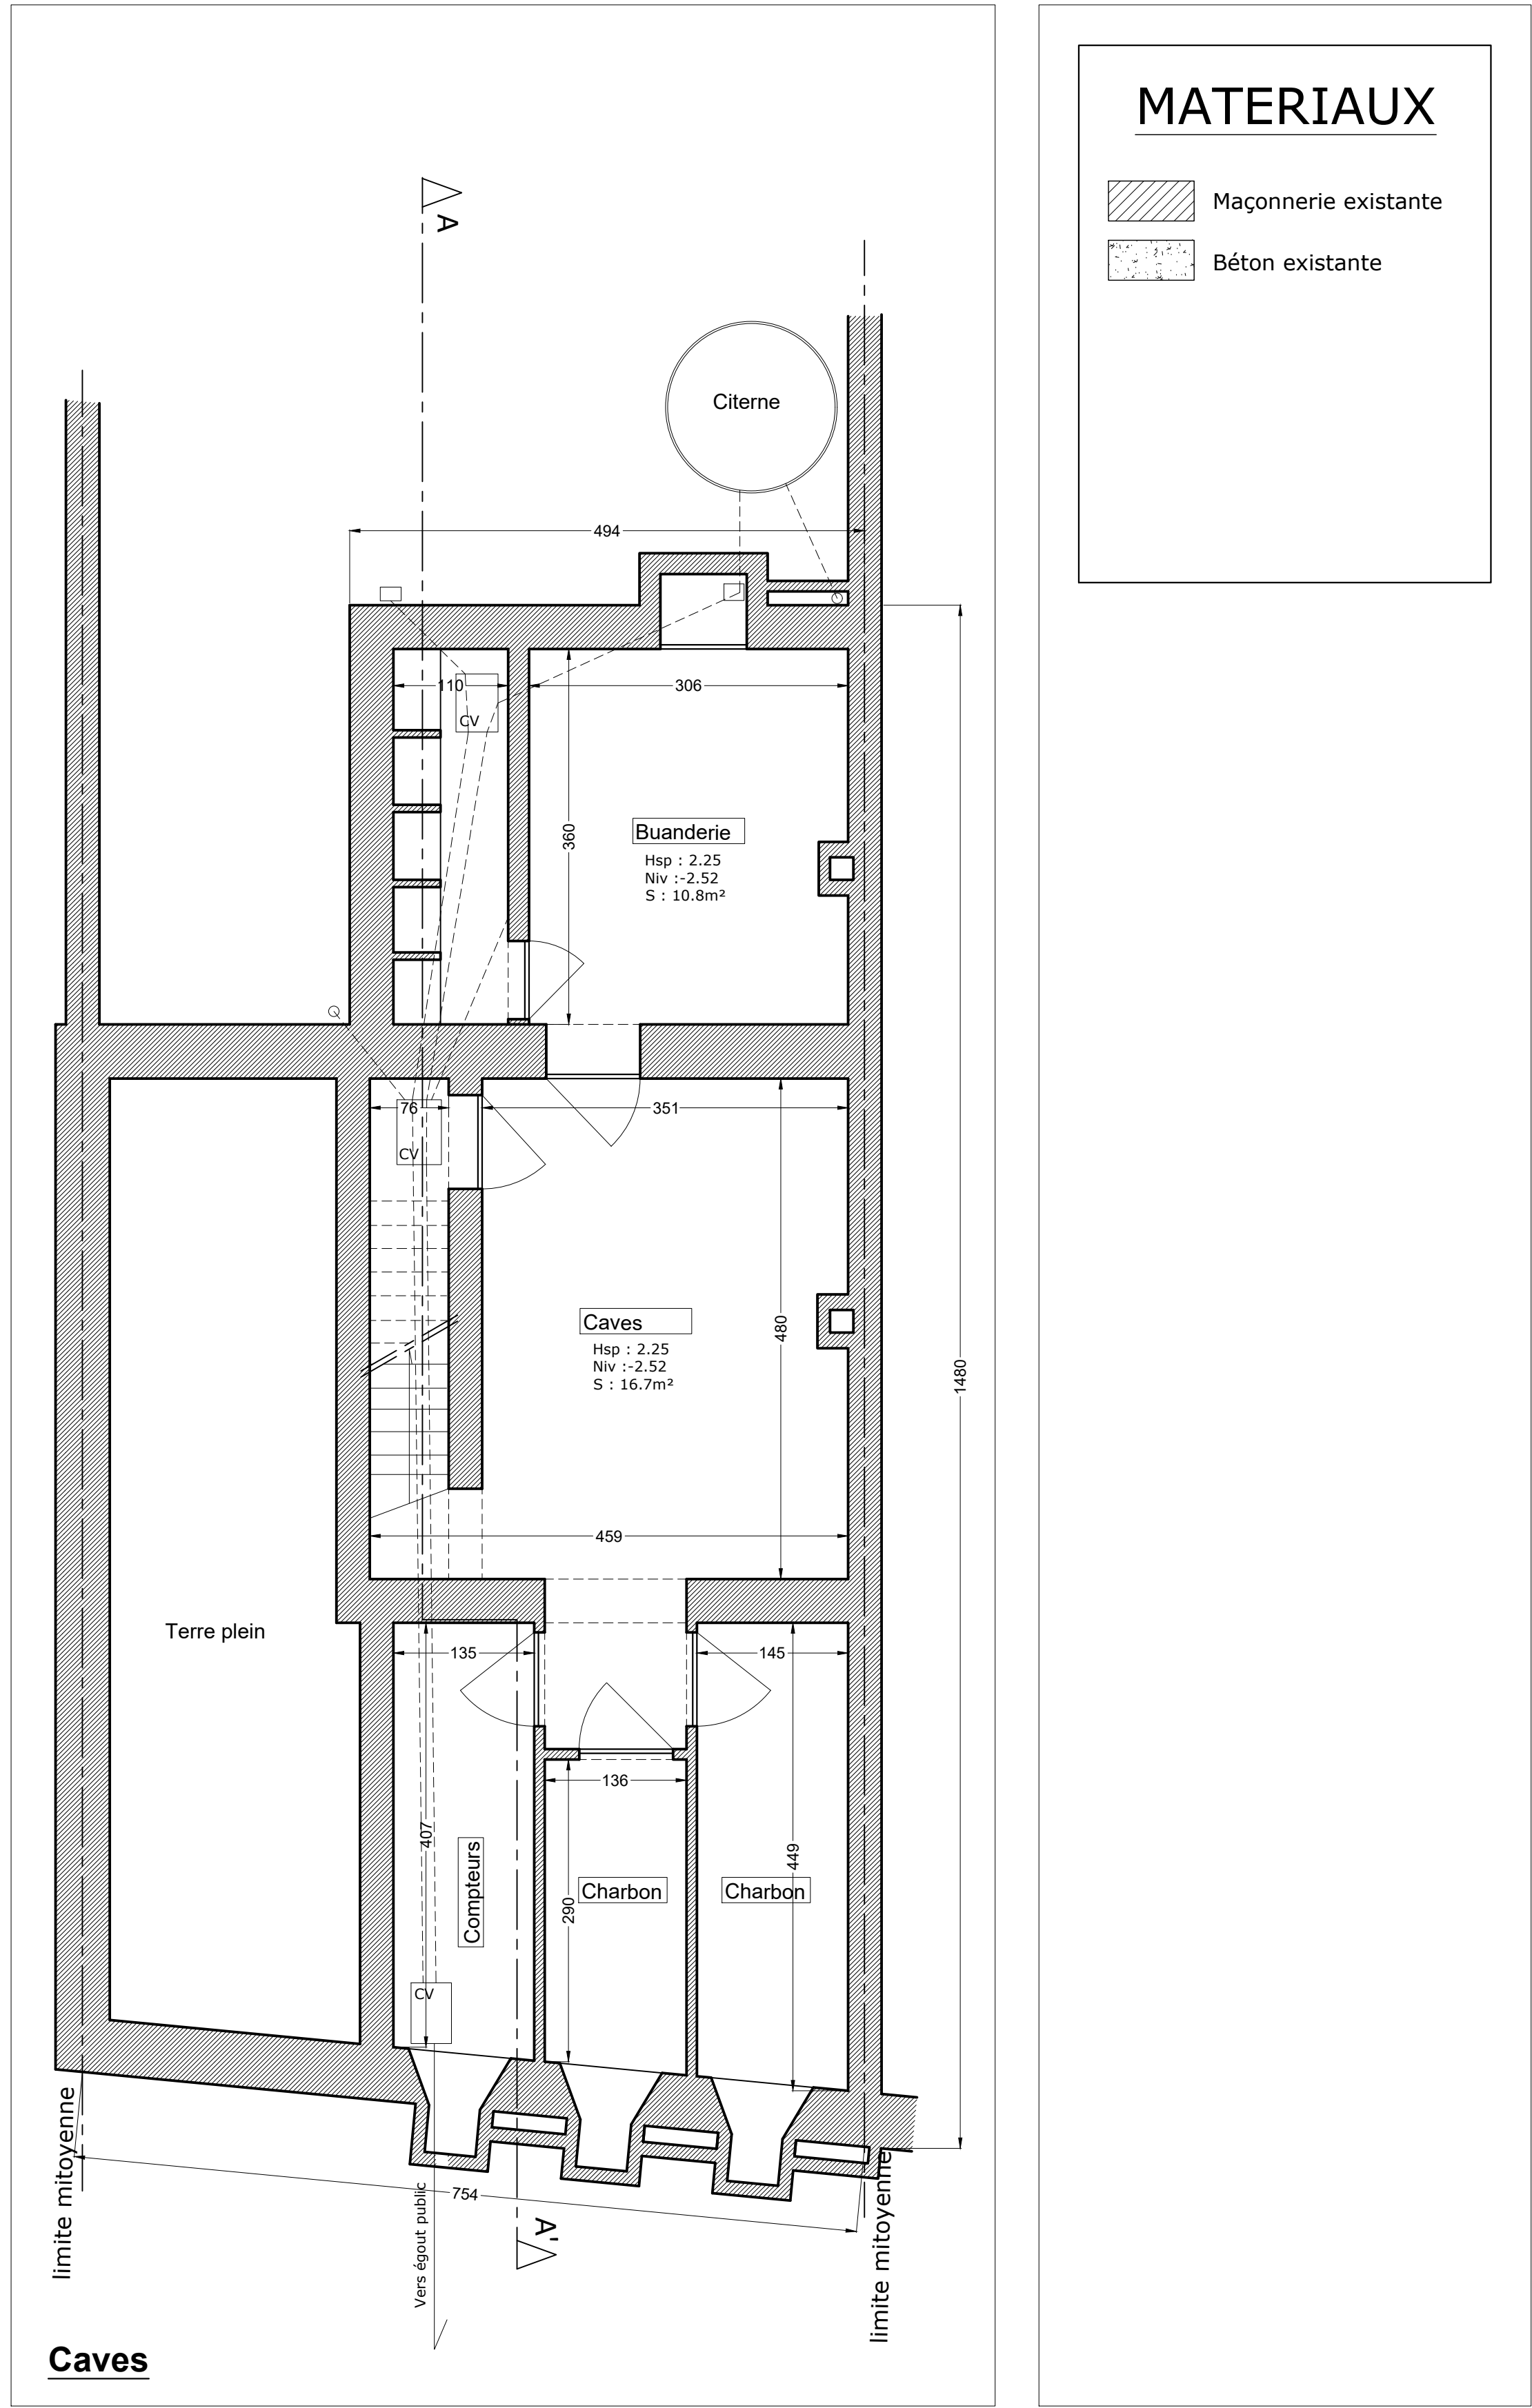 MATERIAUX
Maçonnerie existante
Béton existante
A
Citerne
494
110
306
CV
360
Buanderie
Hsp : 2.25
Niv :-2.52
S : 10.8m²
76
351
CV
480
Caves
Hsp : 2.25
Niv :-2.52
S : 16.7m²
1480
459
Terre plein
135
145
136
407
449
290
Compteurs
Charbon
Charbon
CV
limite mitoyenne
754
Vers égout public
A'
limite mitoyenne
Caves